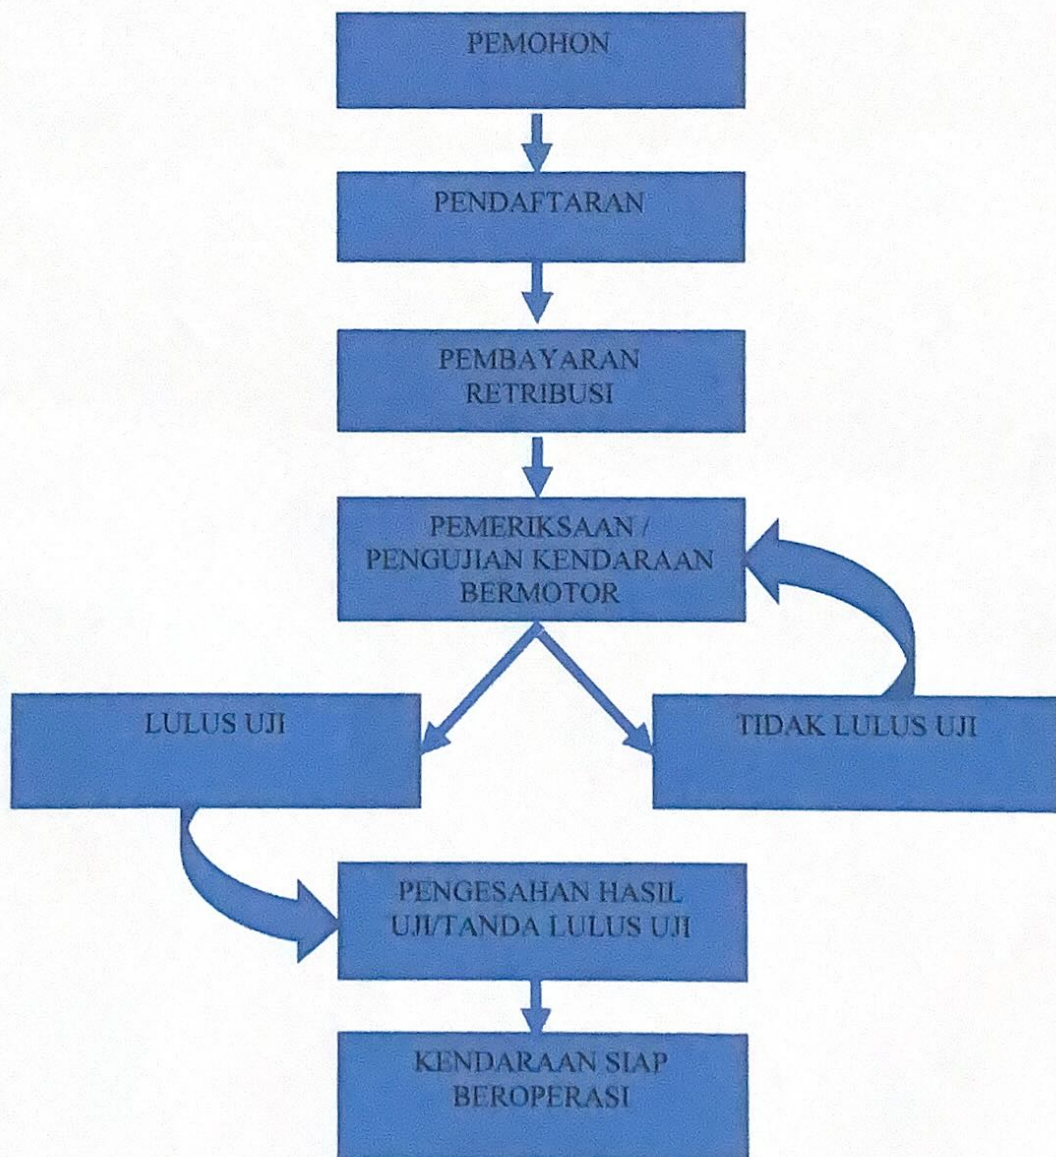 PEMOHON
PENDAFTARAN
PEMBAYARAN
RETRIBUSI
PEMERIKSAAN /
PENGUJIAN KENDARAAN
BERMOTOR
LULUS UJI
TIDAK LULUS UJI
PENGESAHAN HASIL
UJI/TANDA LULUS UJI
KENDARAAN SIAP
BEROPERASI